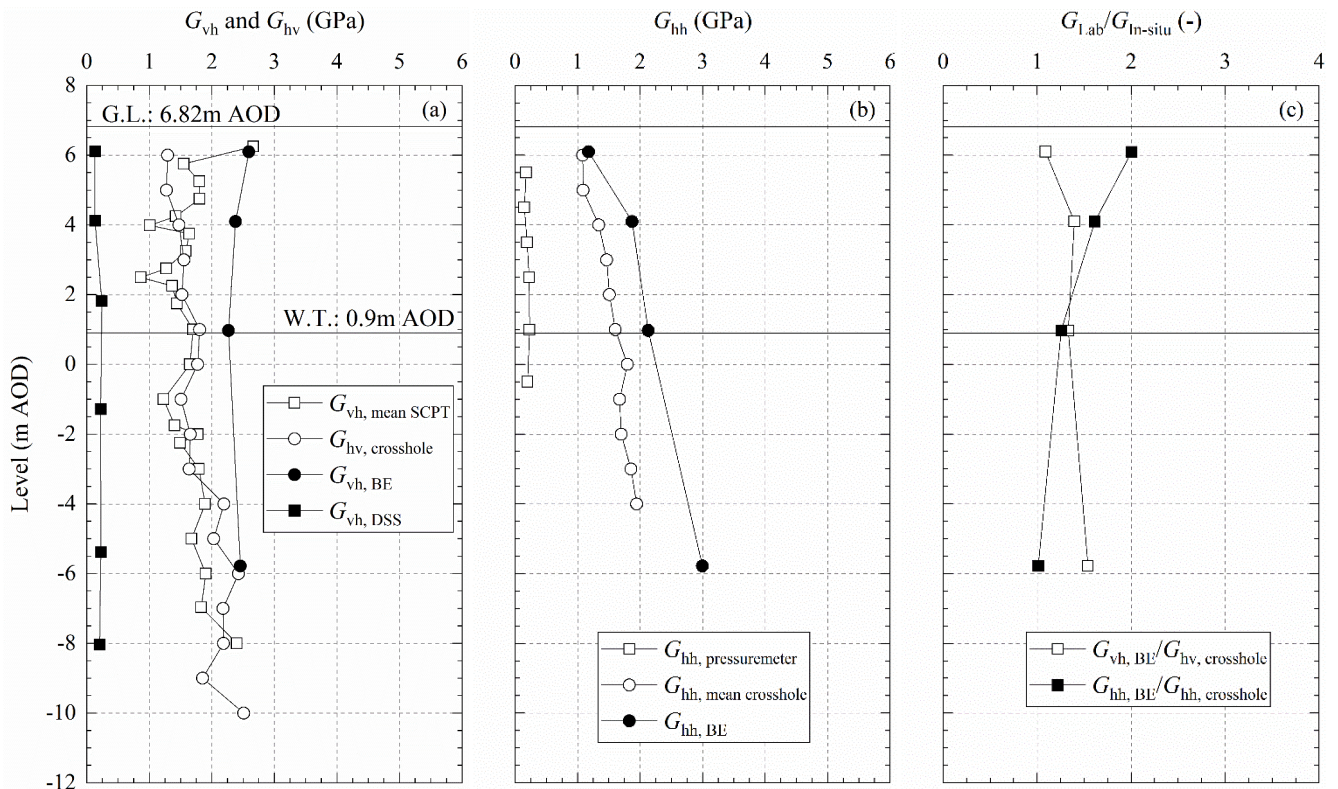 G_vh and G_hv (GPa)
0 1 2 3 4 5 6
G_hh (GPa)
0 1 2 3 4 5 6
G_Lab/G_In-situ (-)
0 1 2 3 4
Level (m AOD)
8
6
4
2
0
-2
-4
-6
-8
-10
-12
G.L.: 6.82m AOD
(a)
W.T.: 0.9m AOD
G_vh, mean SCPT
G_hv, crosshole
G_vh, BE
G_vh, DSS
(b)
G_hh, pressuremeter
G_hh, mean crosshole
G_hh, BE
(c)
G_vh, BE/G_hv, crosshole
G_hh, BE/G_hh, crosshole